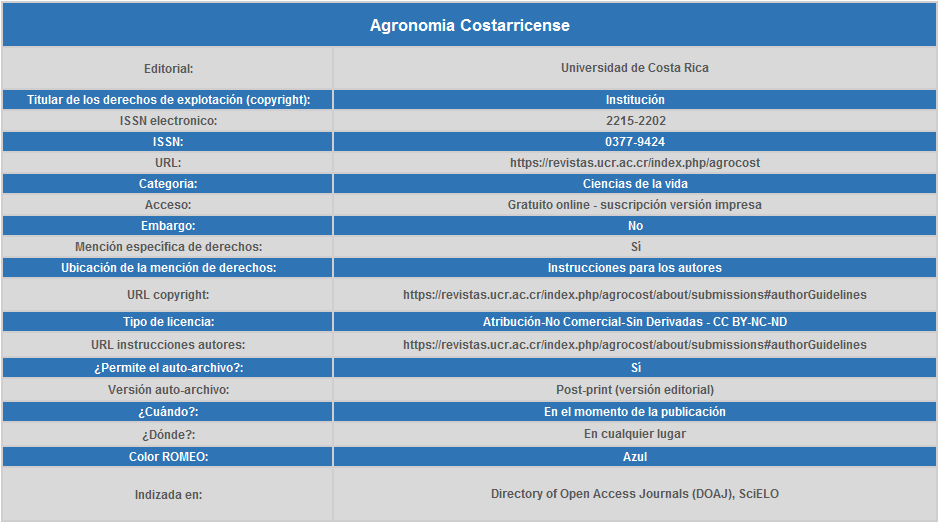 Agronomia Costarricense
Editorial: Universidad de Costa Rica
Titular de los derechos de explotación (copyright): Institución
ISSN electronico: 2215-2202
ISSN: 0377-9424
URL: https://revistas.ucr.ac.cr/index.php/agrocost
Categoria: Ciencias de la vida
Acceso: Gratuito online - suscripción versión impresa
Embargo: No
Mención específica de derechos: Sí
Ubicación de la mención de derechos: Instrucciones para los autores
URL copyright: https://revistas.ucr.ac.cr/index.php/agrocost/about/submissions#authorGuidelines
Tipo de licencia: Atribución-No Comercial-Sin Derivadas - CC BY-NC-ND
URL instrucciones autores: https://revistas.ucr.ac.cr/index.php/agrocost/about/submissions#authorGuidelines
¿Permite el auto-archivo?: Sí
Versión auto-archivo: Post-print (versión editorial)
¿Cuándo?: En el momento de la publicación
¿Dónde?: En cualquier lugar
Color ROMEO: Azul
Indizada en: Directory of Open Access Journals (DOAJ), SciELO